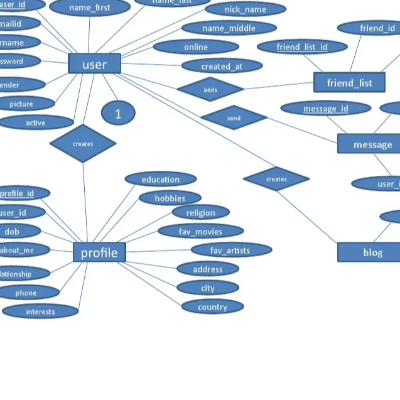 user_id
name_first
name_last
nick_name
friend_id
mailid
name_middle
rname
online
friend_list_id
ssword
user
created_at
friend_list
ender
adds
picture
1
send
message_id
active
creates
message
education
creates
user_i
profile_id
hobbies
user_id
religion
dob
fav_movies
about_me
profile
fav_artists
blog
lationship
address
phone
city
interests
country